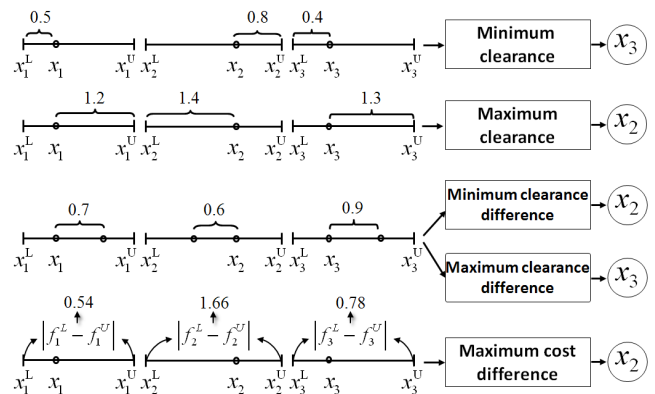 0.5 0.8 0.4
x₁ᴸ x₁ x₁ᵁ x₂ᴸ x₂ x₂ᵁ x₃ᴸ x₃ x₃ᵁ
Minimum
clearance
x₃
1.2 1.4 1.3
x₁ᴸ x₁ x₁ᵁ x₂ᴸ x₂ x₂ᵁ x₃ᴸ x₃ x₃ᵁ
Maximum
clearance
x₂
0.7 0.6 0.9
x₁ᴸ x₁ x₁ᵁ x₂ᴸ x₂ x₂ᵁ x₃ᴸ x₃ x₃ᵁ
Minimum clearance
difference
x₂
Maximum clearance
difference
x₃
0.54 1.66 0.78
|f₁ᴸ − f₁ᵁ| |f₂ᴸ − f₂ᵁ| |f₃ᴸ − f₃ᵁ|
x₁ᴸ x₁ x₁ᵁ x₂ᴸ x₂ x₂ᵁ x₃ᴸ x₃ x₃ᵁ
Maximum cost
difference
x₂